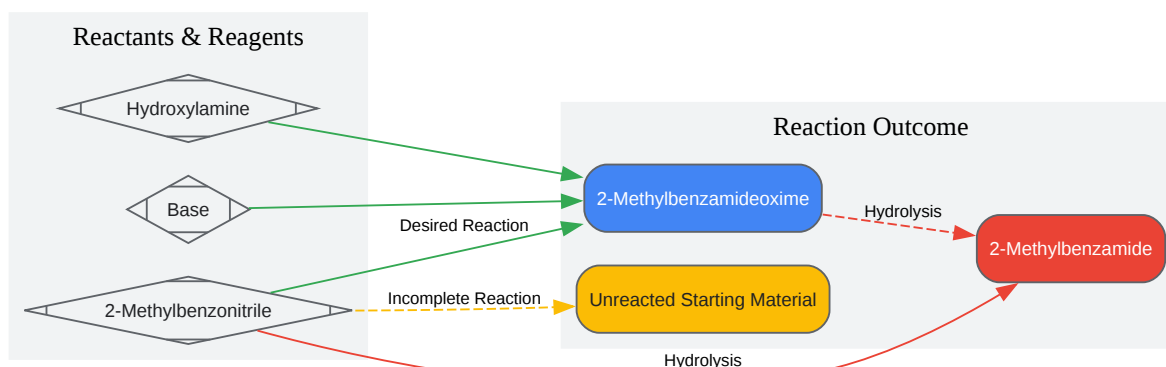 Reactants & Reagents
Hydroxylamine
Base
2-Methylbenzonitrile
Desired Reaction
Incomplete Reaction
Hydrolysis
Reaction Outcome
2-Methylbenzamideoxime
Unreacted Starting Material
Hydrolysis
2-Methylbenzamide